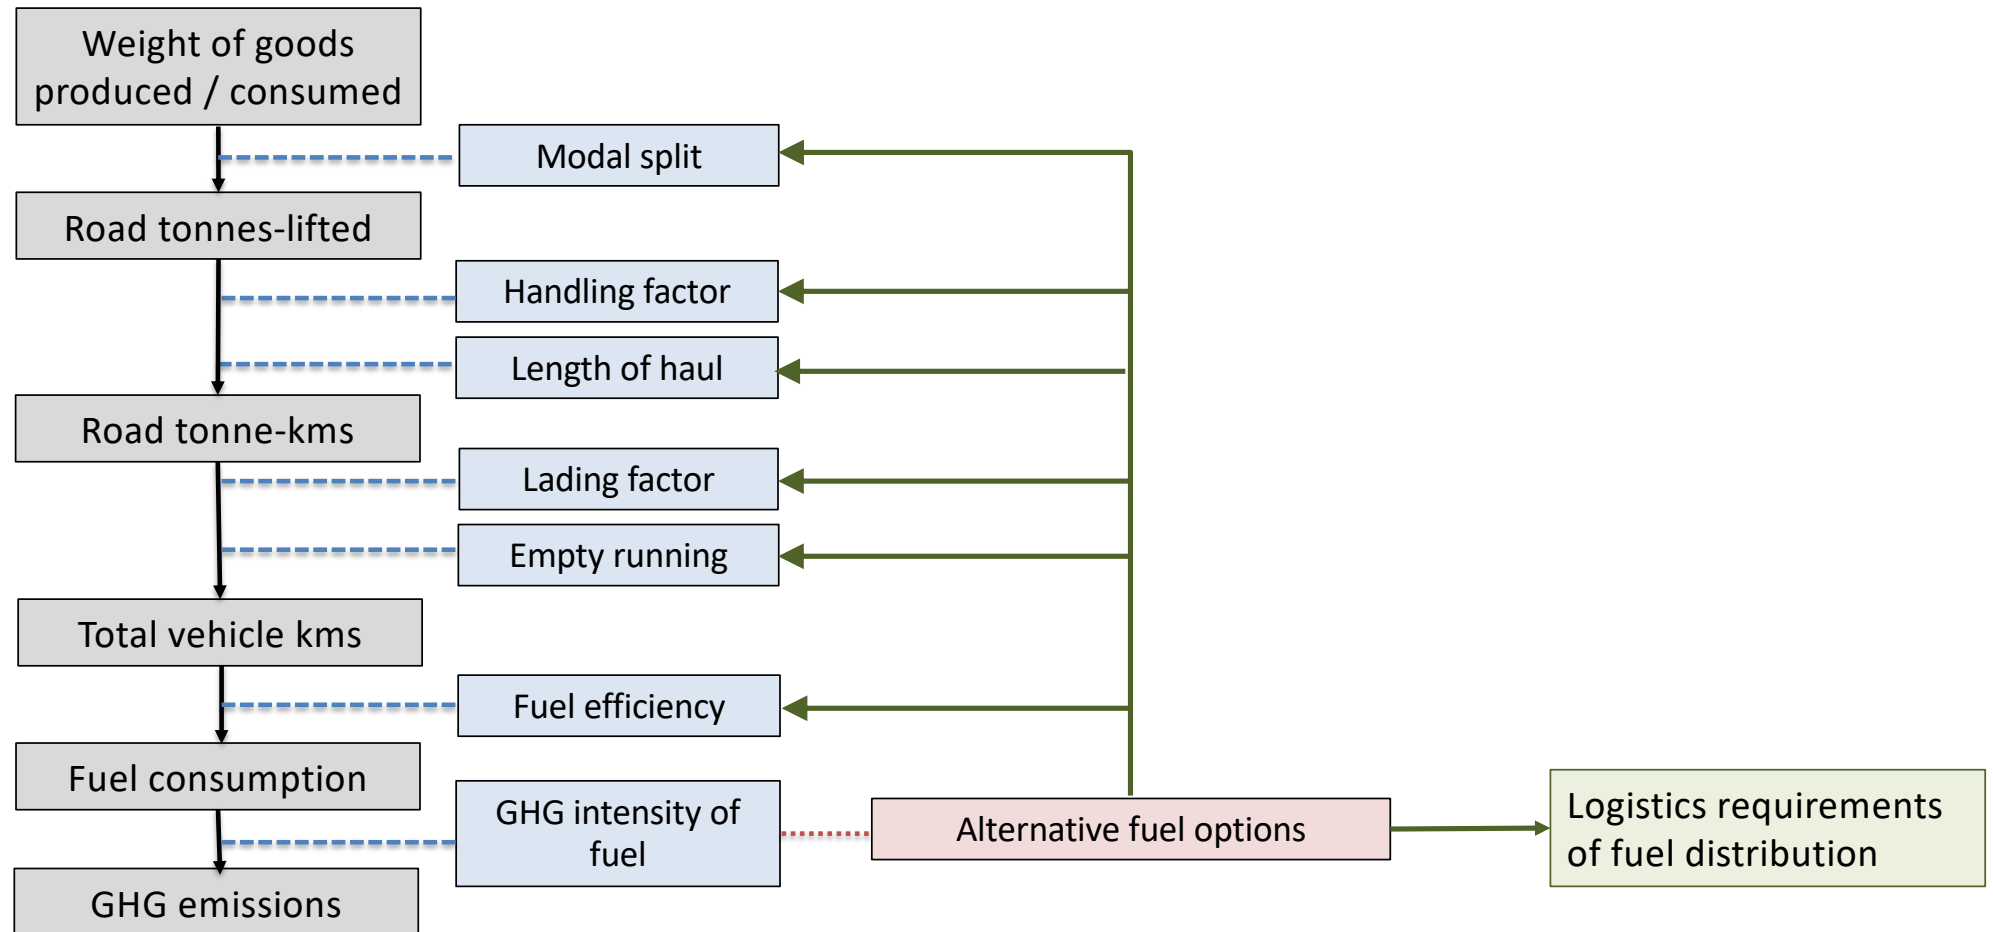 Weight of goods
produced / consumed
Modal split
Road tonnes-lifted
Handling factor
Length of haul
Road tonne-kms
Lading factor
Empty running
Total vehicle kms
Fuel efficiency
Fuel consumption
GHG intensity of
fuel
Alternative fuel options
Logistics requirements
of fuel distribution
GHG emissions